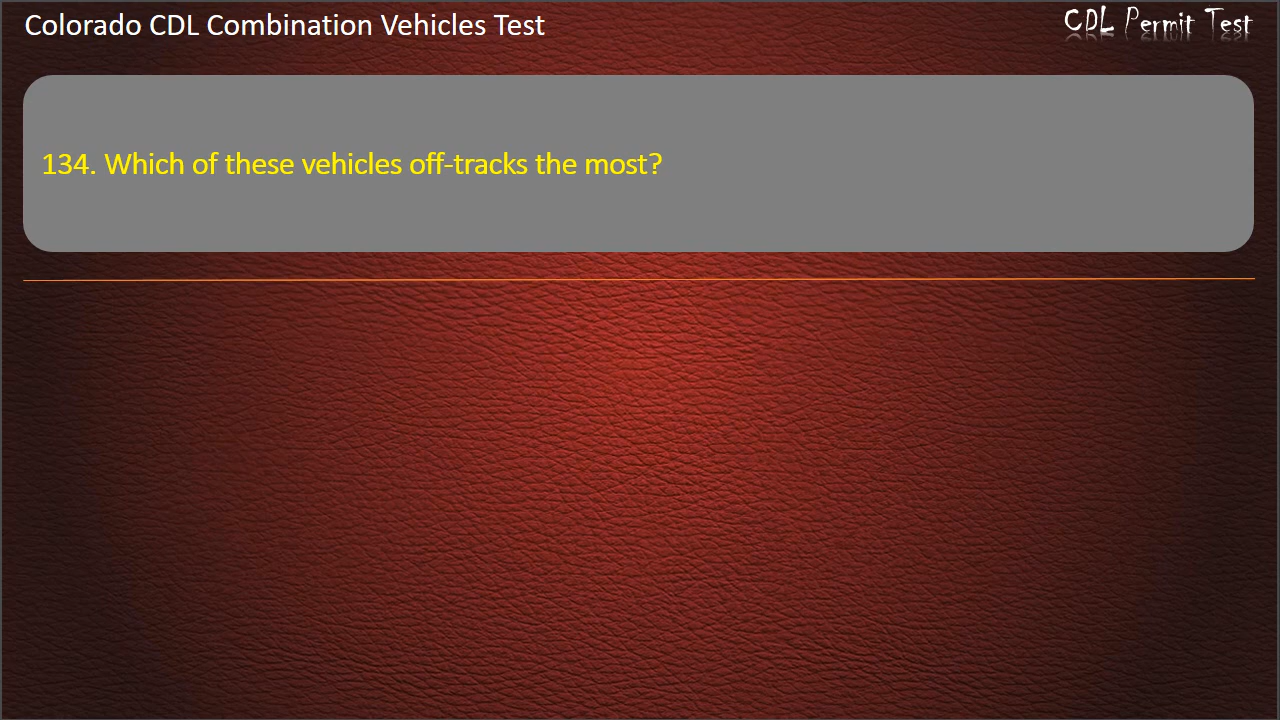 Colorado CDL Combination Vehicles Test
CDL Permit Test
134. Which of these vehicles off-tracks the most?